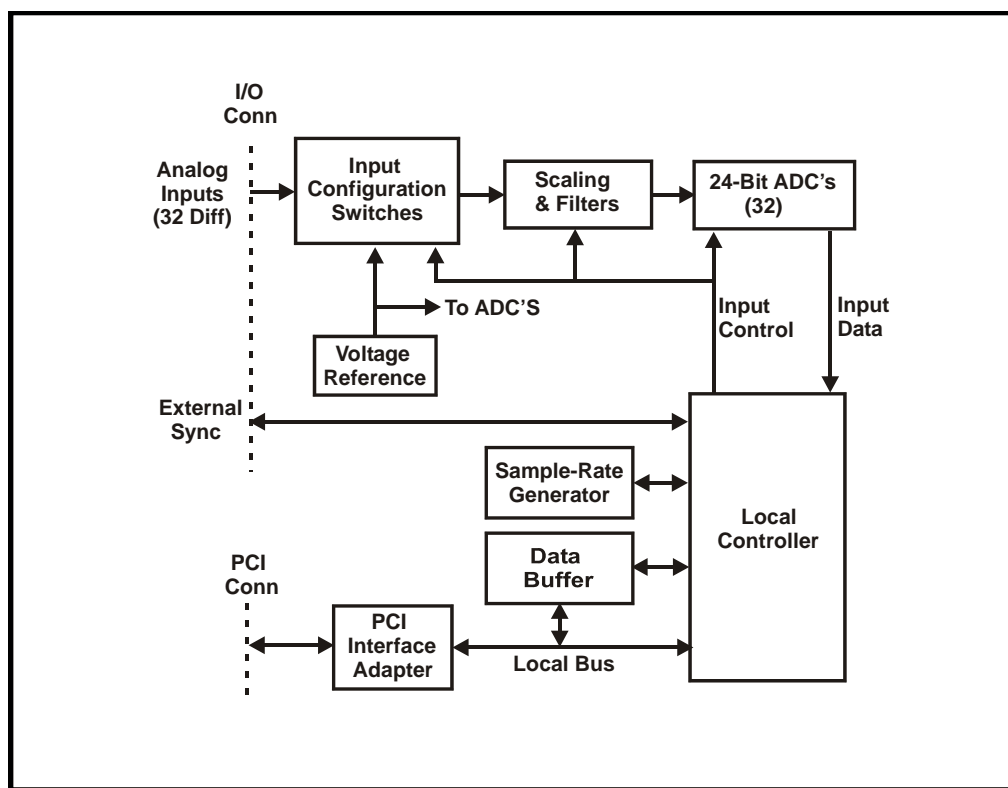 I/O
Conn
Analog
Inputs
(32 Diff)
Input
Configuration
Switches
Scaling
& Filters
24-Bit ADC's
(32)
To ADC'S
Input
Control
Input
Data
Voltage
Reference
External
Sync
Sample-Rate
Generator
Local
Controller
Data
Buffer
PCI
Conn
PCI
Interface
Adapter
Local Bus